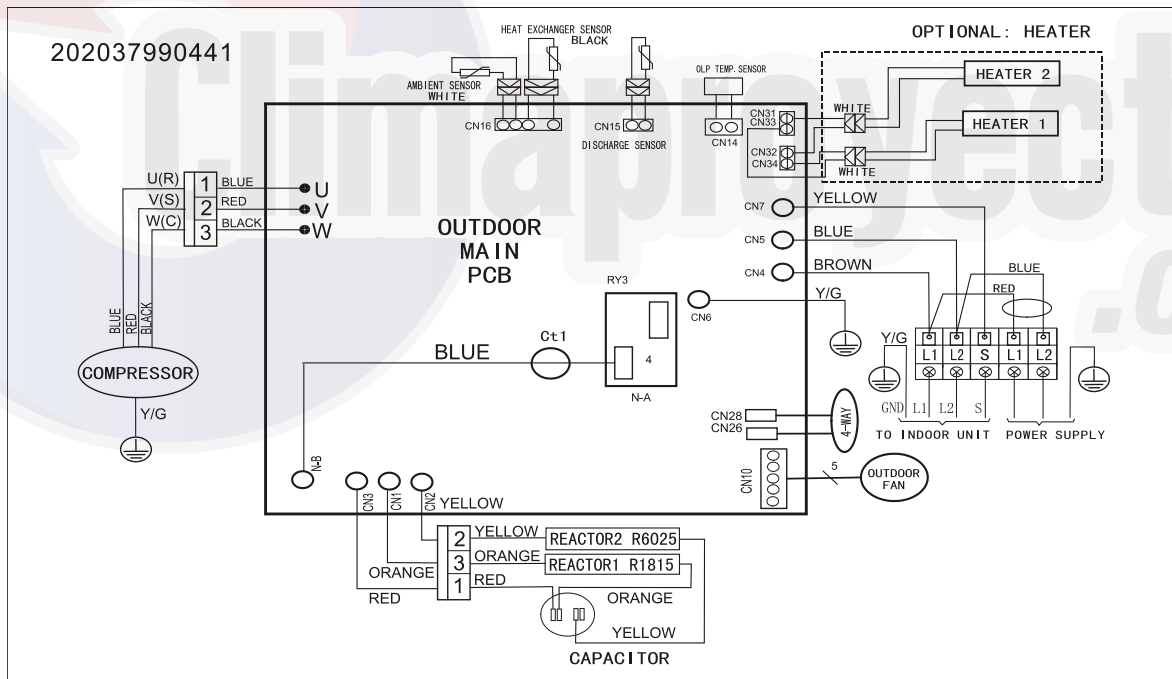 202037990441
HEAT EXCHANGER SENSOR
BLACK
OPTIONAL: HEATER
AMBIENT SENSOR
WHITE
OLP TEMP. SENSOR
HEATER 2
HEATER 1
CN16
CN15
DISCHARGE SENSOR
CN14
CN31
CN33
CN32
CN34
WHITE
WHITE
U(R) 1 BLUE U
V(S) 2 RED V
W(C) 3 BLACK W
OUTDOOR
MAIN
PCB
CN7 YELLOW
CN5 BLUE
CN4 BROWN
BLUE
RED
RY3
CN6
Y/G
Ct1
BLUE
4
N-A
BLUE
RED
BLACK
COMPRESSOR
Y/G
Y/G
L1 L2 S L1 L2
GND L1 L2 S
TO INDOOR UNIT POWER SUPPLY
CN28
CN26
4-WAY
CN10
5
OUTDOOR
FAN
N-B
CN3
CN1
CN2
YELLOW
2 YELLOW REACTOR2 R6025
3 ORANGE REACTOR1 R1815
1 RED
ORANGE
RED
ORANGE
YELLOW
CAPACITOR
Climaproyect
.c